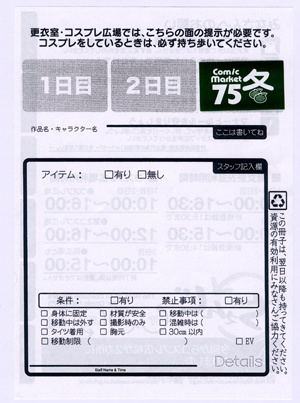 更衣室・コスプレ広場では、こちらの面の提示が必要です。
コスプレをしているときは、必ず持ち歩いてください。
1日目
2日目
Comic Market 75 冬
作品名・キャラクター名
ここは書いてね
スタッフ記入欄
アイテム： □有り □無し
条件： □有り 禁止事項： □有り
□身体に固定 □材質が安全 □移動中は( )
□移動中は外す □撮影時のみ □混雑時は( )
□タイツ着用 □胸元 □30cm以内
□移動制限( ) □EV
Details
Staff Name & Time
この冊子は、翌日以降も持ってきてください。
資源の有効利用にみなさんご協力ください。